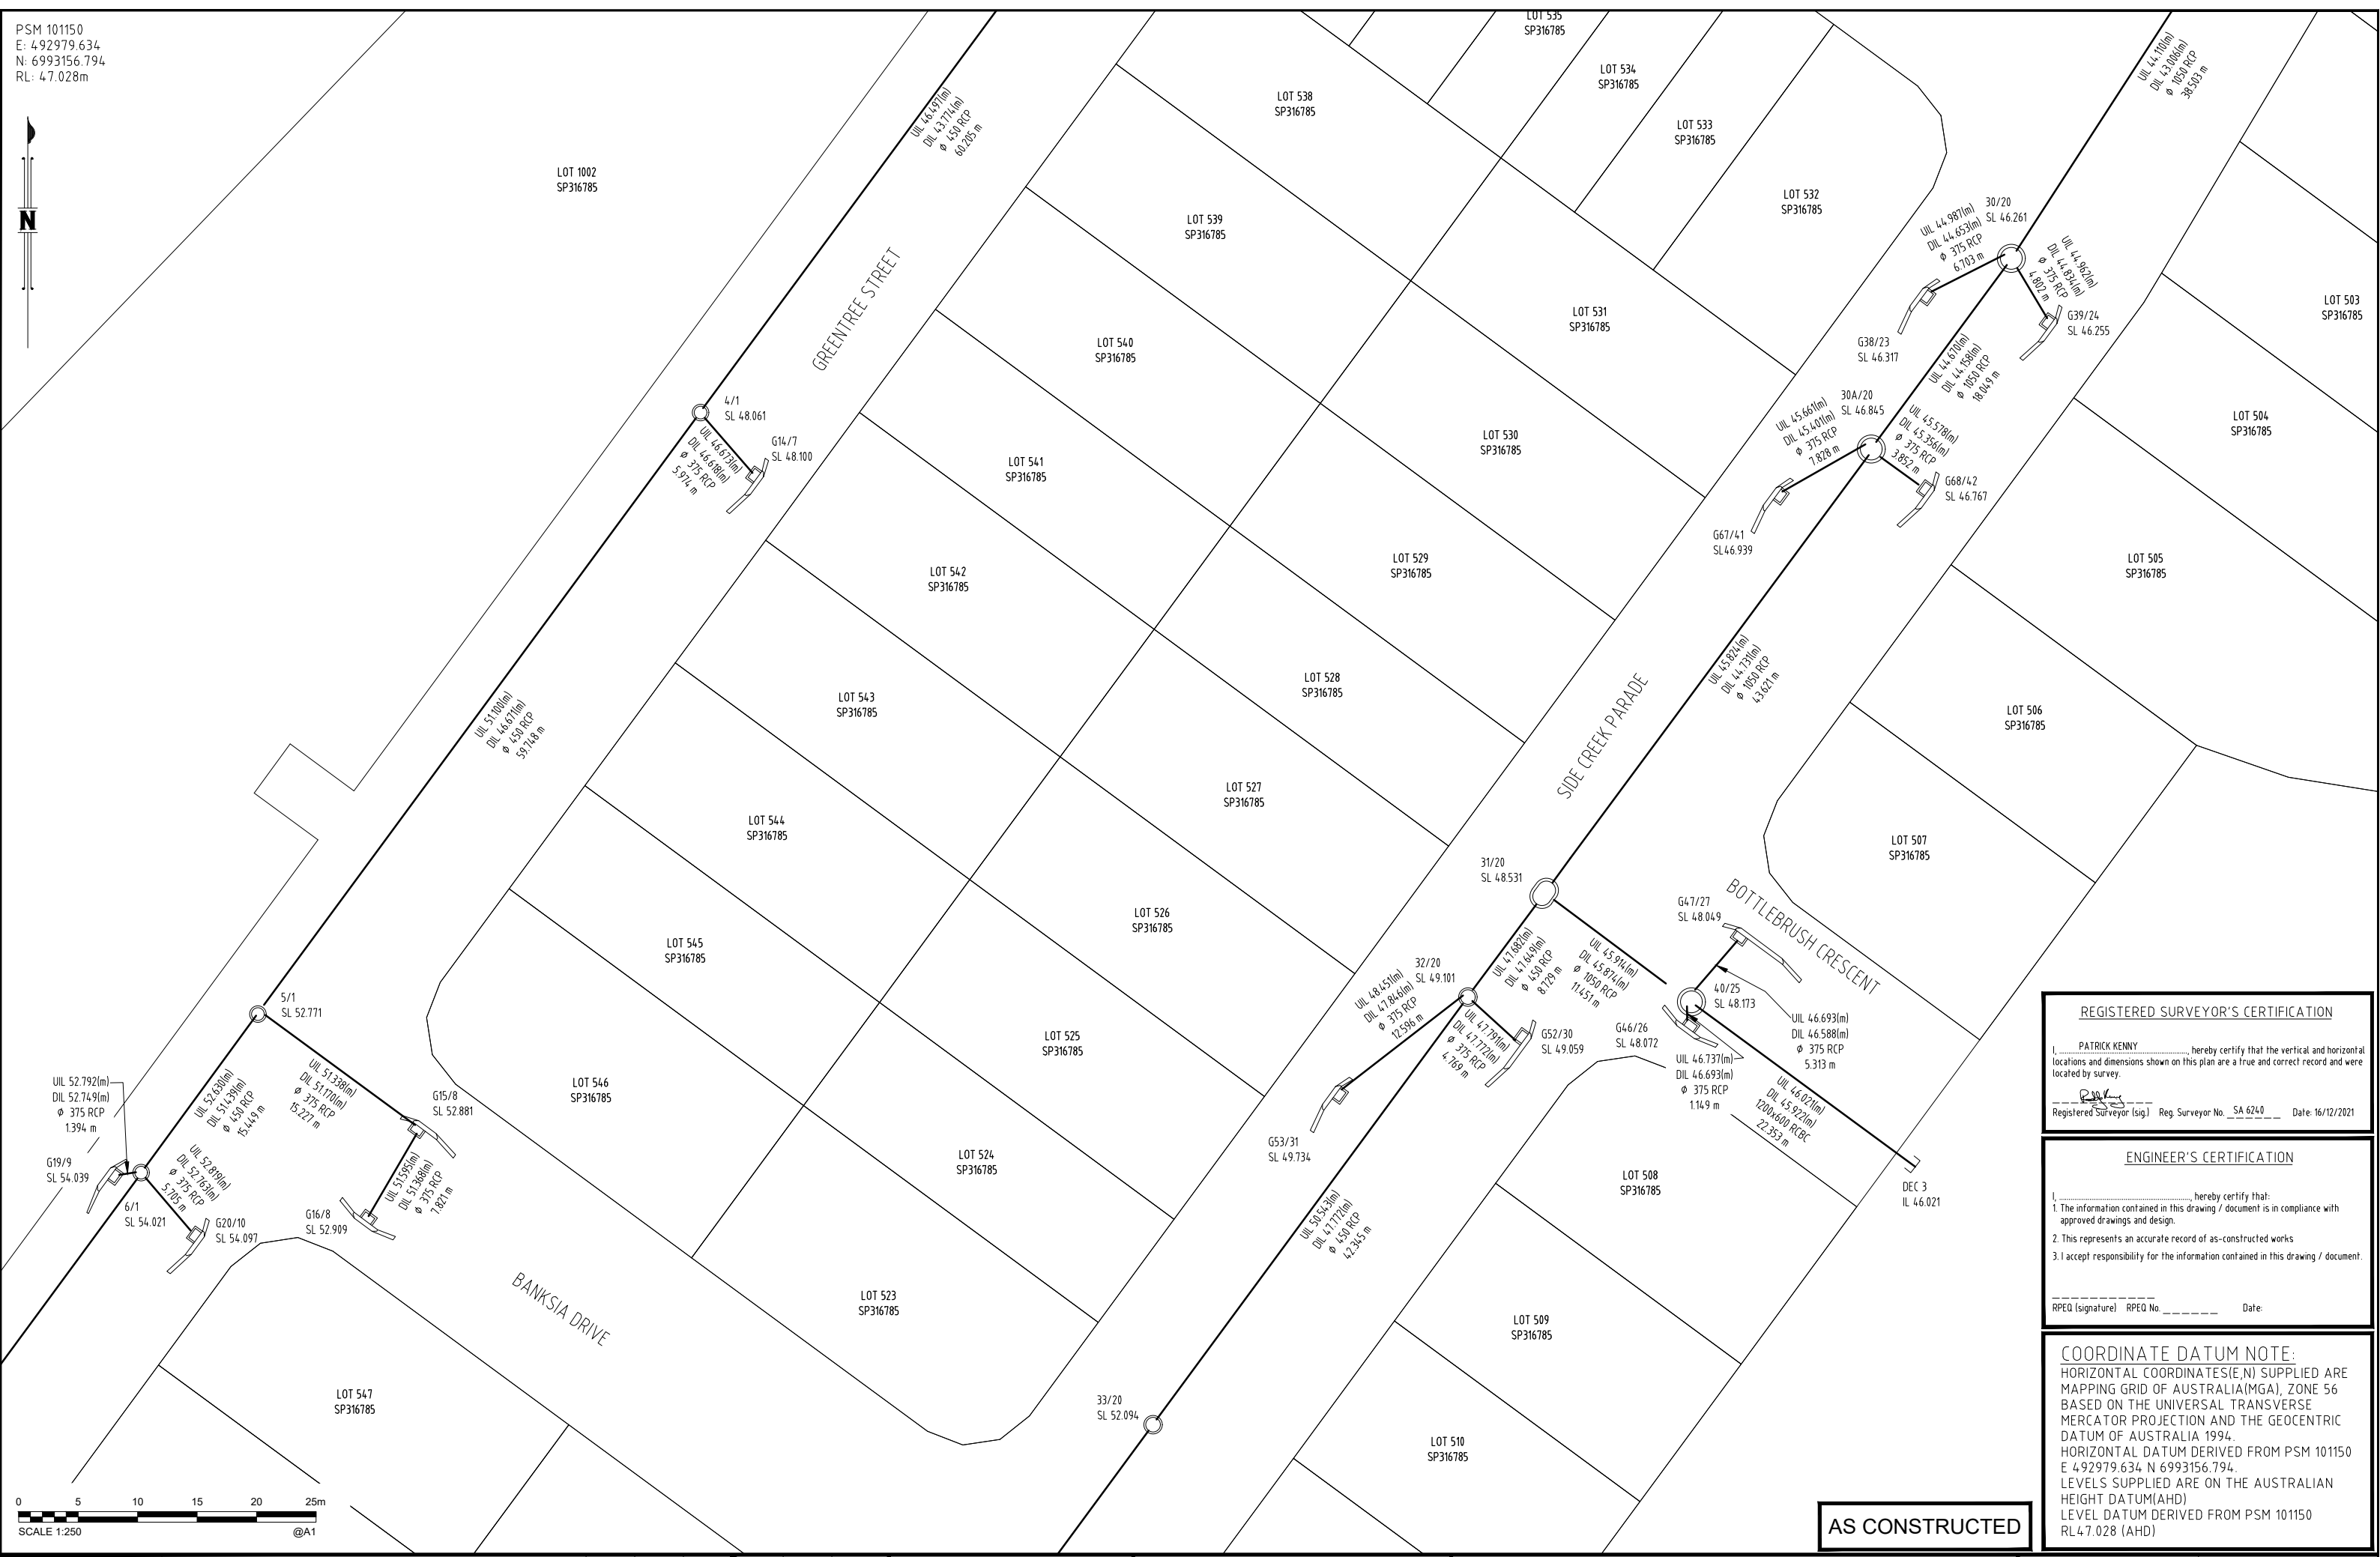 PSM 101150
E: 492979.634
N: 6993156.794
RL: 47.028m
N
LOT 1002
SP316785
UIL 46.497(m)
DIL 43.774(m)
φ 450 RCP
60.205 m
GREENTREE STREET
4/1
SL 48.061
UIL 46.673(m)
DIL 46.618(m)
φ 375 RCP
5.974 m
G14/7
SL 48.100
UIL 51.100(m)
DIL 46.671(m)
φ 450 RCP
59.748 m
5/1
SL 52.771
UIL 51.338(m)
DIL 51.170(m)
φ 375 RCP
15.227 m
UIL 52.630(m)
DIL 51.439(m)
φ 450 RCP
15.449 m
G15/8
SL 52.881
UIL 51.595(m)
DIL 51.368(m)
φ 375 RCP
7.821 m
G16/8
SL 52.909
UIL 52.792(m)
DIL 52.749(m)
φ 375 RCP
1.394 m
G19/9
SL 54.039
6/1
SL 54.021
UIL 52.819(m)
DIL 52.763(m)
φ 375 RCP
5.705 m
G20/10
SL 54.097
BANKSIA DRIVE
LOT 547
SP316785
LOT 535
SP316785
LOT 534
SP316785
LOT 533
SP316785
LOT 532
SP316785
LOT 538
SP316785
LOT 539
SP316785
LOT 531
SP316785
LOT 540
SP316785
LOT 530
SP316785
LOT 541
SP316785
LOT 529
SP316785
LOT 542
SP316785
LOT 528
SP316785
LOT 543
SP316785
LOT 527
SP316785
LOT 544
SP316785
LOT 526
SP316785
LOT 545
SP316785
LOT 525
SP316785
LOT 546
SP316785
LOT 524
SP316785
LOT 523
SP316785
UIL 44.110(m)
DIL 43.006(m)
φ 1050 RCP
38.503 m
30/20
SL 46.261
UIL 44.987(m)
DIL 44.653(m)
φ 375 RCP
6.703 m
UIL 44.962(m)
DIL 44.834(m)
φ 375 RCP
4.802 m
G38/23
SL 46.317
G39/24
SL 46.255
UIL 44.670(m)
DIL 44.158(m)
φ 1050 RCP
18.049 m
30A/20
SL 46.845
UIL 45.661(m)
DIL 45.401(m)
φ 375 RCP
7.828 m
UIL 45.578(m)
DIL 45.356(m)
φ 375 RCP
3.852 m
G67/41
SL46.939
G68/42
SL 46.767
UIL 45.824(m)
DIL 44.731(m)
φ 1050 RCP
43.621 m
SIDE CREEK PARADE
LOT 503
SP316785
LOT 504
SP316785
LOT 505
SP316785
LOT 506
SP316785
LOT 507
SP316785
31/20
SL 48.531
BOTTLEBRUSH CRESCENT
G47/27
SL 48.049
UIL 47.682(m)
DIL 47.649(m)
φ 450 RCP
8.129 m
UIL 45.914(m)
DIL 45.874(m)
φ 1050 RCP
11.451 m
32/20
SL 49.101
UIL 48.451(m)
DIL 47.846(m)
φ 375 RCP
12.596 m
UIL 47.791(m)
DIL 47.772(m)
φ 375 RCP
4.769 m
G52/30
SL 49.059
G53/31
SL 49.734
40/25
SL 48.173
G46/26
SL 48.072
UIL 46.693(m)
DIL 46.588(m)
φ 375 RCP
5.313 m
UIL 46.737(m)
DIL 46.693(m)
φ 375 RCP
1.149 m
UIL 46.021(m)
DIL 45.922(m)
1200x600 RCBC
22.353 m
DEC 3
IL 46.021
UIL 50.543(m)
DIL 47.772(m)
φ 450 RCP
42.345 m
LOT 508
SP316785
LOT 509
SP316785
LOT 510
SP316785
33/20
SL 52.094
REGISTERED SURVEYOR'S CERTIFICATION
I, PATRICK KENNY, hereby certify that the vertical and horizontal
locations and dimensions shown on this plan are a true and correct record and were
located by survey.
Registered Surveyor (sig.) Reg. Surveyor No. SA 6240 Date: 16/12/2021
ENGINEER'S CERTIFICATION
I, ........................, hereby certify that:
1. The information contained in this drawing / document is in compliance with
approved drawings and design.
2. This represents an accurate record of as-constructed works
3. I accept responsibility for the information contained in this drawing / document.
RPEQ (signature) RPEQ No. ______ Date:
COORDINATE DATUM NOTE:
HORIZONTAL COORDINATES(E,N) SUPPLIED ARE
MAPPING GRID OF AUSTRALIA(MGA), ZONE 56
BASED ON THE UNIVERSAL TRANSVERSE
MERCATOR PROJECTION AND THE GEOCENTRIC
DATUM OF AUSTRALIA 1994.
HORIZONTAL DATUM DERIVED FROM PSM 101150
E 492979.634 N 6993156.794.
LEVELS SUPPLIED ARE ON THE AUSTRALIAN
HEIGHT DATUM(AHD)
LEVEL DATUM DERIVED FROM PSM 101150
RL47.028 (AHD)
AS CONSTRUCTED
0 5 10 15 20 25m
SCALE 1:250 @A1